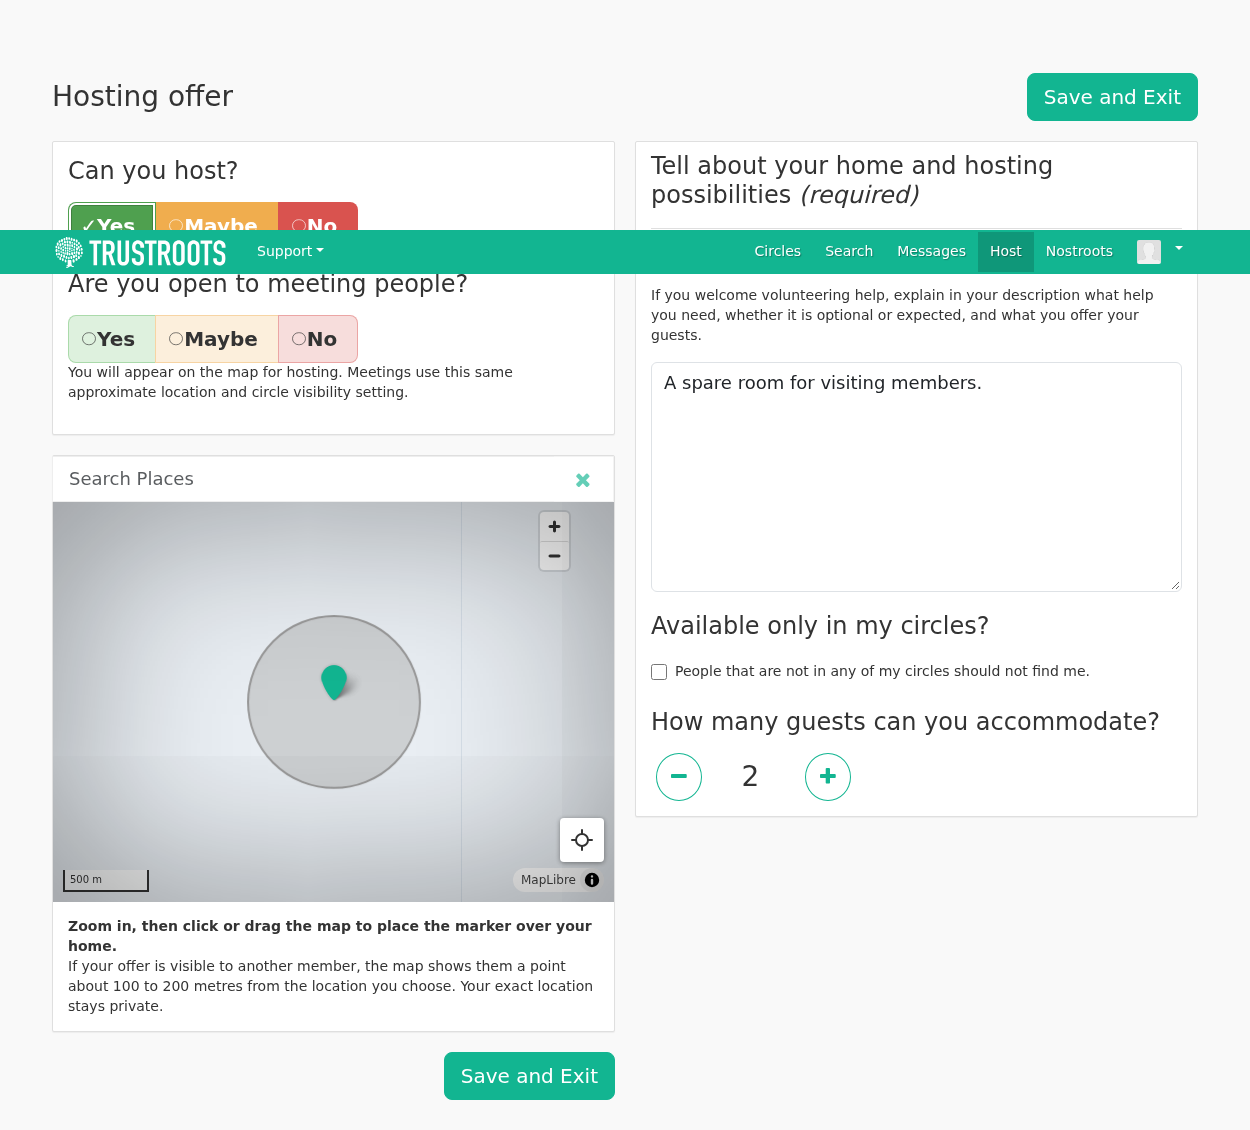 Hosting offer
Save and Exit
Can you host?
✓Yes
Maybe
No
Tell about your home and hosting
possibilities (required)
TRUSTROOTS
Support
Circles
Search
Messages
Host
Nostroots
Are you open to meeting people?
Yes
Maybe
No
You will appear on the map for hosting. Meetings use this same
approximate location and circle visibility setting.
If you welcome volunteering help, explain in your description what help
you need, whether it is optional or expected, and what you offer your
guests.
A spare room for visiting members.
Search Places
500 m
MapLibre
Zoom in, then click or drag the map to place the marker over your
home.
If your offer is visible to another member, the map shows them a point
about 100 to 200 metres from the location you choose. Your exact location
stays private.
Save and Exit
Available only in my circles?
People that are not in any of my circles should not find me.
How many guests can you accommodate?
2